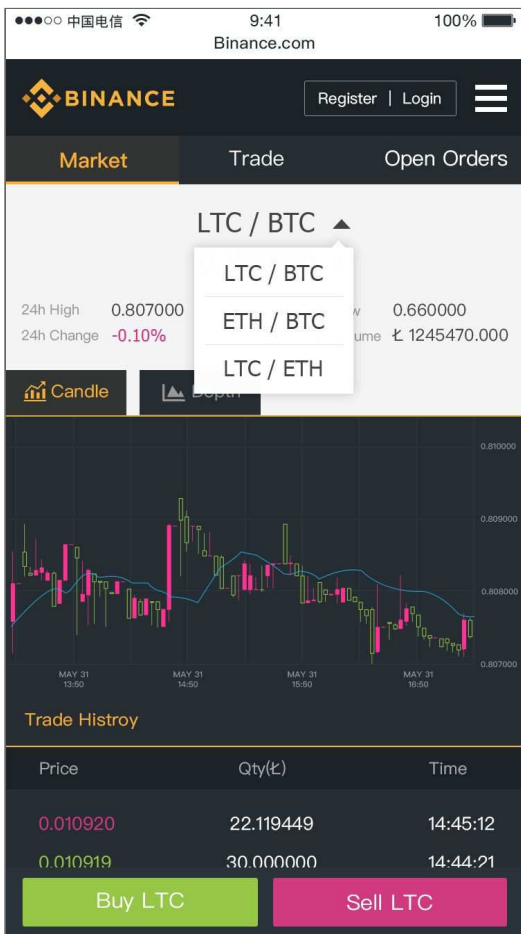 中国电信 9:41 100%
Binance.com
BINANCE Register | Login
Market Trade Open Orders
LTC / BTC
LTC / BTC
ETH / BTC
LTC / ETH
24h High 0.807000 w 0.660000
24h Change -0.10% ume Ł 1245470.000
Candle Depth
0.810000
0.809000
0.808000
0.807000
MAY 31 MAY 31 MAY 31 MAY 31
13:50 14:50 15:50 16:50
Trade Histroy
Price Qty(Ł) Time
0.010920 22.119449 14:45:12
0.010919 30.000000 14:44:21
Buy LTC Sell LTC